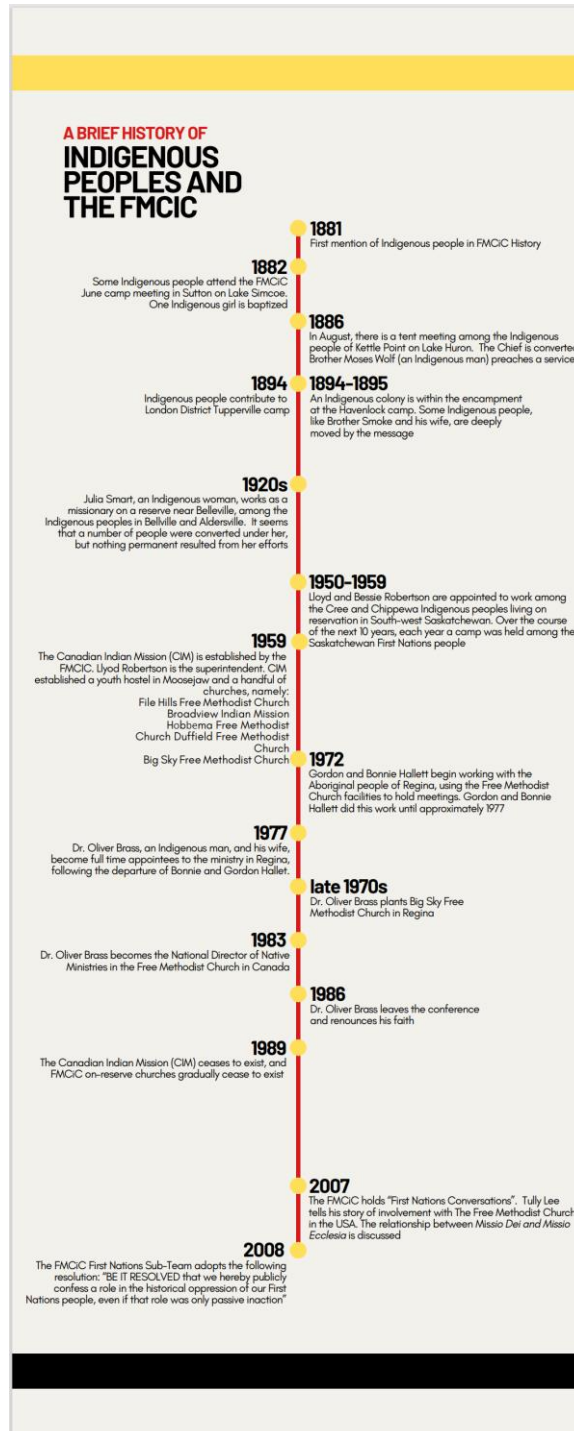 A BRIEF HISTORY OF
INDIGENOUS
PEOPLES AND
THE FMCIC
1881
First mention of Indigenous people in FMCiC History
1882
Some Indigenous people attend the FMCiC
June camp meeting in Sutton on Lake Simcoe.
One Indigenous girl is baptized
1886
In August, there is a tent meeting among the Indigenous
people of Kettle Point on Lake Huron. The Chief is converted
Brother Moses Wolf (an Indigenous man) preaches a service
1894
Indigenous people contribute to
London District Tupperville camp
1894-1895
An Indigenous colony is within the encampment
at the Havenlock camp. Some Indigenous people,
like Brother Smoke and his wife, are deeply
moved by the message
1920s
Julia Smart, an Indigenous woman, works as a
missionary on a reserve near Belleville, among the
Indigenous peoples in Bellville and Aldersville. It seems
that a number of people were converted under her,
but nothing permanent resulted from her efforts
1950-1959
Lloyd and Bessie Robertson are appointed to work among
the Cree and Chippewa Indigenous peoples living on
reservation in South-west Saskatchewan. Over the course
of the next 10 years, each year a camp was held among the
Saskatchewan First Nations people
1959
The Canadian Indian Mission (CIM) is established by the
FMCIC. Llyod Robertson is the superintendent. CIM
established a youth hostel in Moosejaw and a handful of
churches, namely:
File Hills Free Methodist Church
Broadview Indian Mission
Hobbema Free Methodist
Church Duffield Free Methodist
Church
Big Sky Free Methodist Church
1972
Gordon and Bonnie Hallett begin working with the
Aboriginal people of Regina, using the Free Methodist
Church facilities to hold meetings. Gordon and Bonnie
Hallett did this work until approximately 1977
1977
Dr. Oliver Brass, an Indigenous man, and his wife,
become full time appointees to the ministry in Regina,
following the departure of Bonnie and Gordon Hallet.
late 1970s
Dr. Oliver Brass plants Big Sky Free
Methodist Church in Regina
1983
Dr. Oliver Brass becomes the National Director of Native
Ministries in the Free Methodist Church in Canada
1986
Dr. Oliver Brass leaves the conference
and renounces his faith
1989
The Canadian Indian Mission (CIM) ceases to exist, and
FMCiC on-reserve churches gradually cease to exist
2007
The FMCiC holds "First Nations Conversations". Tully Lee
tells his story of involvement with The Free Methodist Church
in the USA. The relationship between Missio Dei and Missio
Ecclesia is discussed
2008
The FMCiC First Nations Sub-Team adopts the following
resolution: "BE IT RESOLVED that we hereby publicly
confess a role in the historical oppression of our First
Nations people, even if that role was only passive inaction"